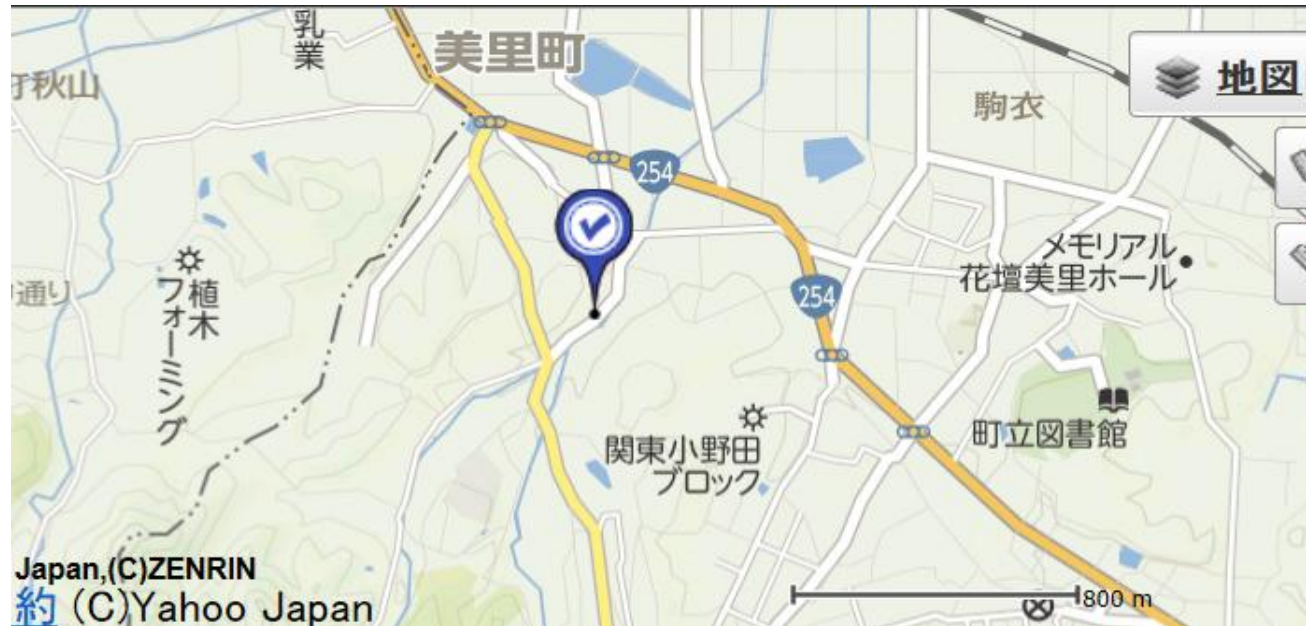 乳業
美里町
町秋山
駒衣
地図
254
メモリアル
花壇美里ホール
植木
フォーミング
通り
254
関東小野田
ブロック
町立図書館
Japan,(C)ZENRIN
約 (C)Yahoo Japan
800 m